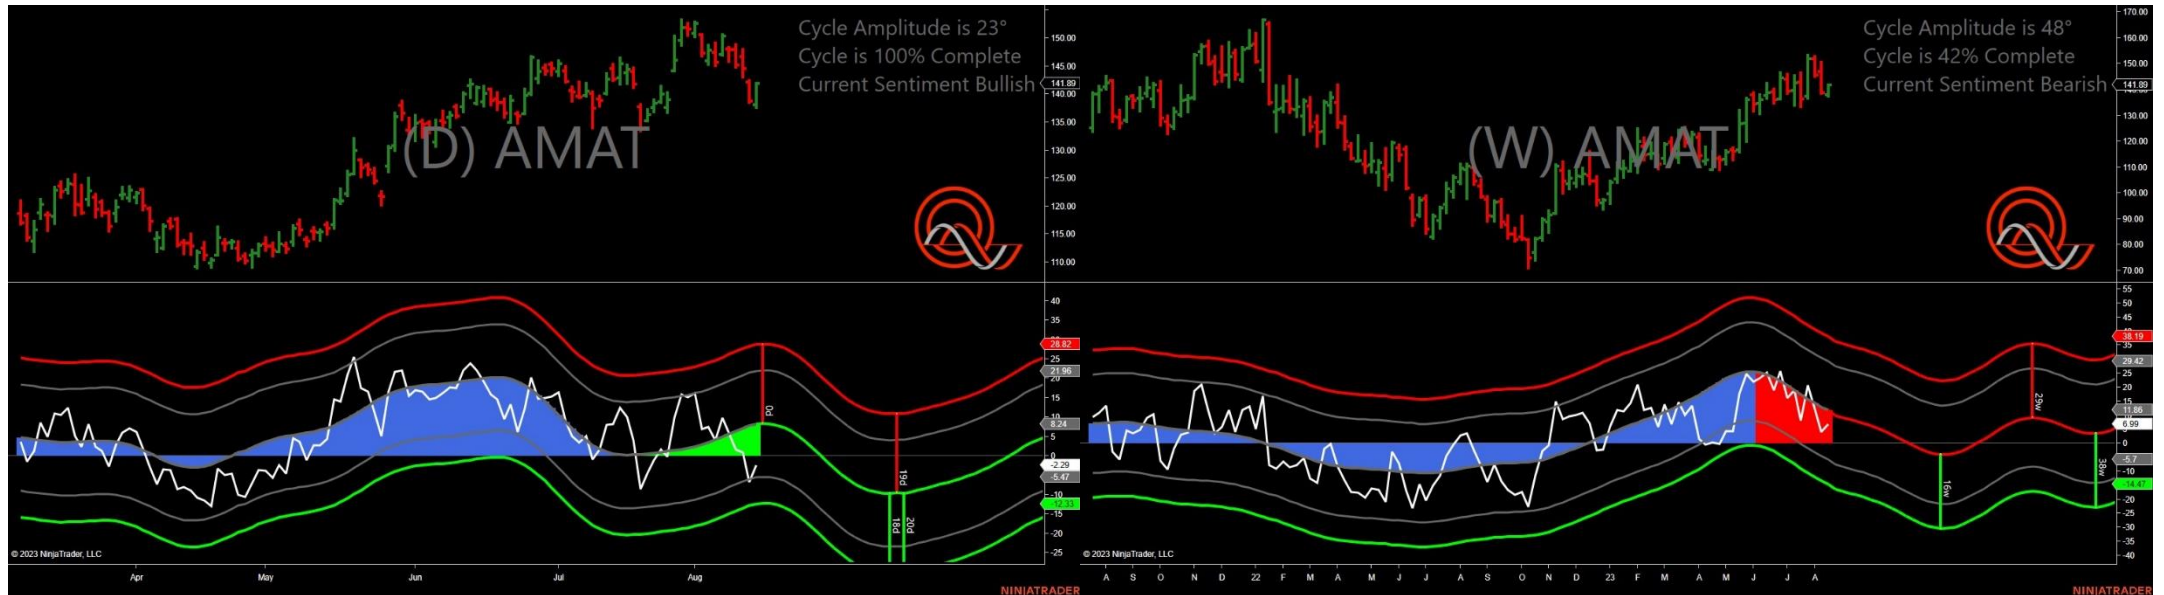 Cycle Amplitude is 23°
Cycle is 100% Complete
Current Sentiment Bullish
(D) AMAT
150.00
145.00
141.89
140.00
135.00
130.00
125.00
120.00
115.00
110.00
40
35
28.82
21.96
20
15
10
8.24
5
0
-2.29
-5.47
-10
-12.33
-15
-20
-25
0d
19d
18d
20d
© 2023 NinjaTrader, LLC
Apr
May
Jun
Jul
Aug
NINJATRADER
Cycle Amplitude is 48°
Cycle is 42% Complete
Current Sentiment Bearish
(W) AMAT
170.00
160.00
150.00
141.89
130.00
120.00
110.00
100.00
90.00
80.00
70.00
55
50
45
38.19
35
29.42
25
20
15
11.86
6.99
0
-5.7
-10
-14.47
-20
-25
-30
-35
-40
29w
16w
38w
© 2023 NinjaTrader, LLC
A S O N D 22 F M A M J J A S O N D 23 F M A M J J A
NINJATRADER